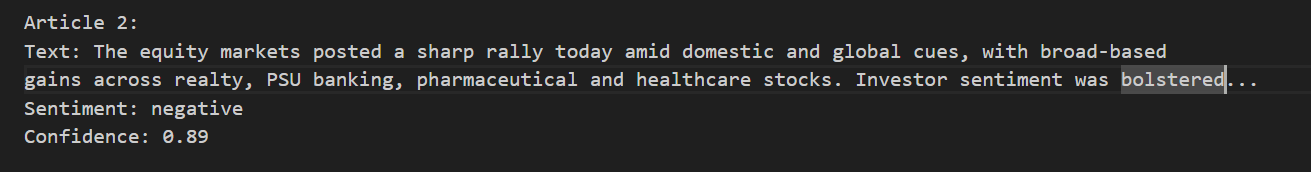 Article 2:
Text: The equity markets posted a sharp rally today amid domestic and global cues, with broad-based
gains across realty, PSU banking, pharmaceutical and healthcare stocks. Investor sentiment was bolstered...
Sentiment: negative
Confidence: 0.89